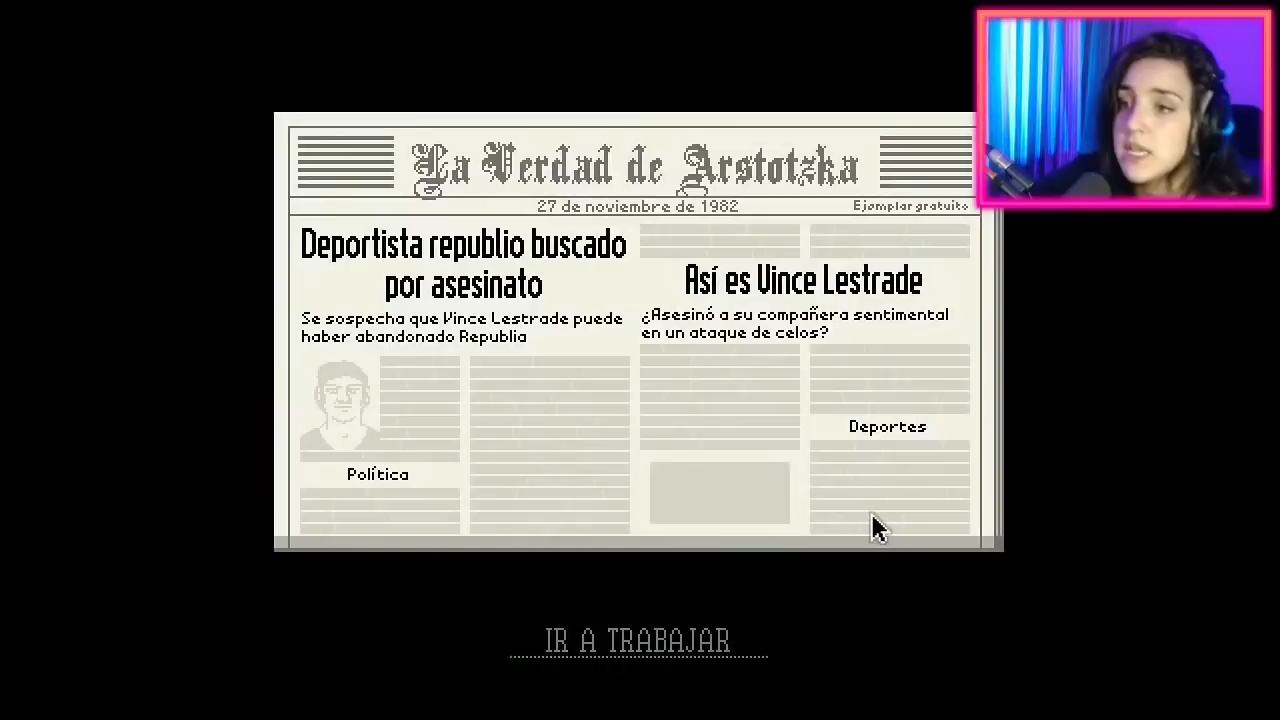 La Verdad de Arstotzka
27 de noviembre de 1982
Ejemplar gratuito
Deportista republio buscado
por asesinato
Se sospecha que Vince Lestrade puede
haber abandonado Republia
Política
Así es Vince Lestrade
¿Asesinó a su compañera sentimental
en un ataque de celos?
Deportes
IR A TRABAJAR